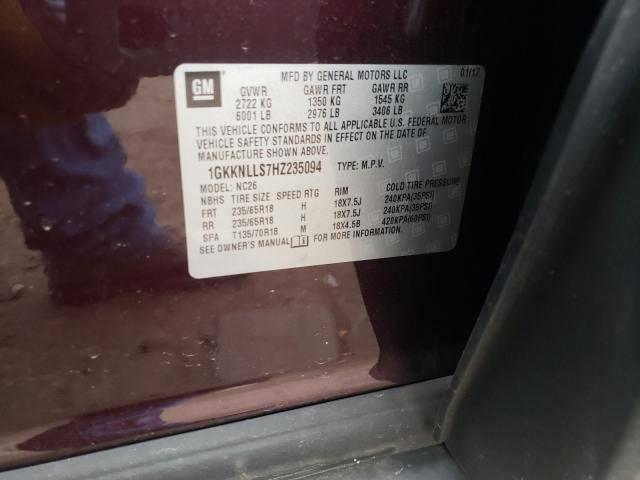 GM
MFD BY GENERAL MOTORS LLC
01/17
GVWR GAWR FRT GAWR RR
2722 KG 1350 KG 1545 KG
6001 LB 2976 LB 3406 LB
THIS VEHICLE CONFORMS TO ALL APPLICABLE U.S. FEDERAL MOTOR
VEHICLE SAFETY STANDARDS IN EFFECT ON THE DATE OF
MANUFACTURE SHOWN ABOVE.
1GKKNLLS7HZ235094 TYPE: M.P.V.
MODEL: NC26
NBHS TIRE SIZE SPEED RTG RIM COLD TIRE PRESSURE
FRT 235/65R18 H 18X7.5J 240KPA(35PSI)
RR 235/65R18 H 18X7.5J 240KPA(35PSI)
SPA T135/70R18 M 18X4.5B 420KPA(60PSI)
SEE OWNER'S MANUAL FOR MORE INFORMATION.